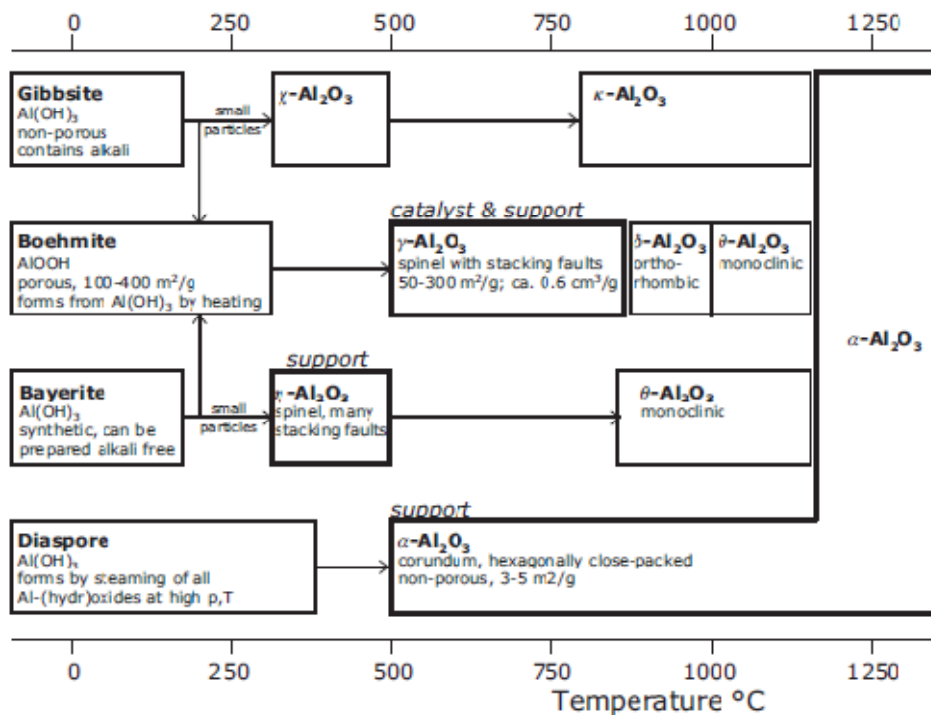 0 250 500 750 1000 1250
Gibbsite
Al(OH)₃
non-porous
contains alkali
small
particles
χ-Al₂O₃
κ-Al₂O₃
catalyst & support
Boehmite
AlOOH
porous, 100-400 m²/g
forms from Al(OH)₃ by heating
γ-Al₂O₃
spinel with stacking faults
50-300 m²/g; ca. 0.6 cm³/g
δ-Al₂O₃
ortho-
rhombic
θ-Al₂O₃
monoclinic
α-Al₂O₃
support
Bayerite
Al(OH)₃
synthetic, can be
prepared alkali free
small
particles
η-Al₂O₃
spinel, many
stacking faults
θ-Al₂O₃
monoclinic
support
Diaspore
Al(OH)₃
forms by steaming of all
Al-(hydr)oxides at high p,T
α-Al₂O₃
corundum, hexagonally close-packed
non-porous, 3-5 m2/g
0 250 500 750 1000 1250
Temperature °C